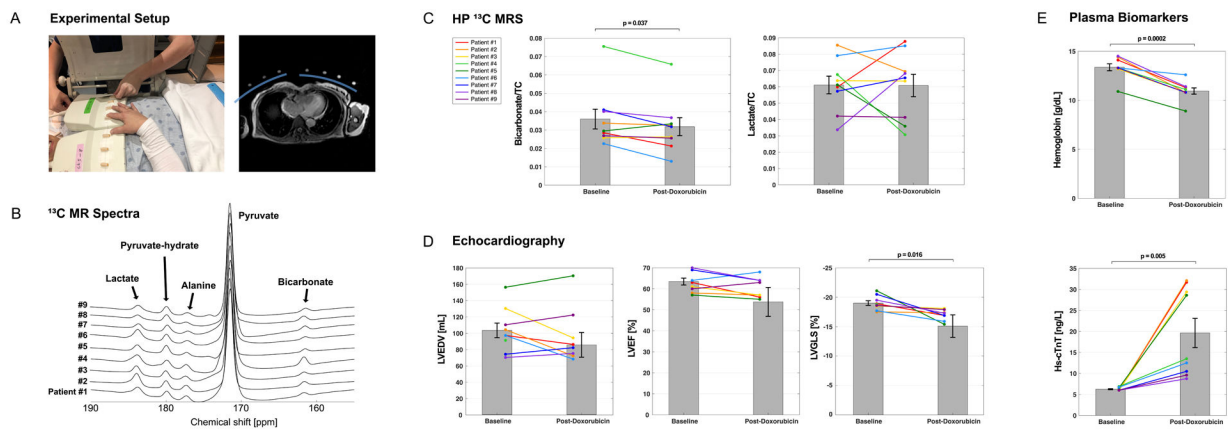 A Experimental Setup
B ¹³C MR Spectra
Pyruvate
Pyruvate-hydrate
Lactate
Alanine
Bicarbonate
#9
#8
#7
#6
#5
#4
#3
#2
Patient #1
190 180 170 160
Chemical shift [ppm]
C HP ¹³C MRS
p = 0.037
Patient #1
Patient #2
Patient #3
Patient #4
Patient #5
Patient #6
Patient #7
Patient #8
Patient #9
Bicarbonate/TC
0.1
0.09
0.08
0.07
0.06
0.05
0.04
0.03
0.02
0.01
0
Baseline Post-Doxorubicin
Lactate/TC
0.09
0.08
0.07
0.06
0.05
0.04
0.03
0.02
0.01
0
Baseline Post-Doxorubicin
D Echocardiography
LVEDV [mL]
180
160
140
120
100
80
60
40
20
0
Baseline Post-Doxorubicin
LVEF [%]
70
60
50
40
30
20
10
0
Baseline Post-Doxorubicin
p = 0.016
LVGLS [%]
-25
-20
-15
-10
-5
0
Baseline Post-Doxorubicin
E Plasma Biomarkers
p = 0.0002
Hemoglobin [g/dL]
15
10
5
0
Baseline Post-Doxorubicin
p = 0.005
Hs-cTnT [ng/L]
35
30
25
20
15
10
5
0
Baseline Post-Doxorubicin